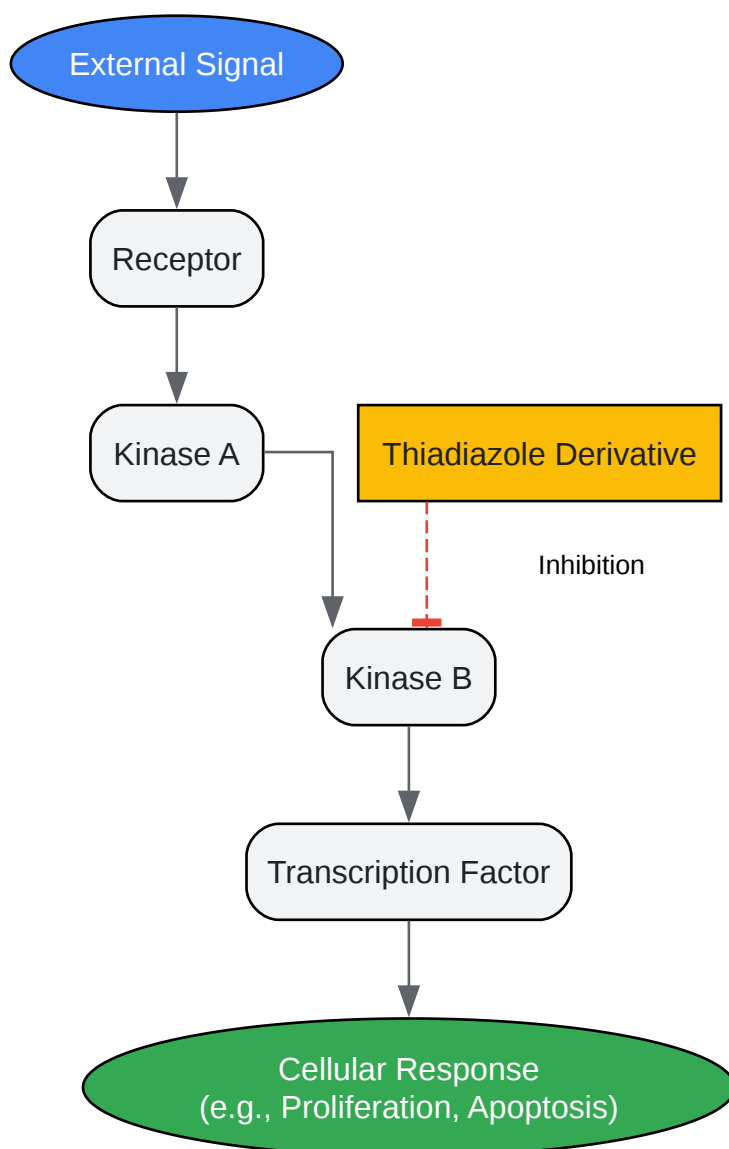 External Signal
Receptor
Kinase A
Thiadiazole Derivative
Inhibition
Kinase B
Transcription Factor
Cellular Response
(e.g., Proliferation, Apoptosis)